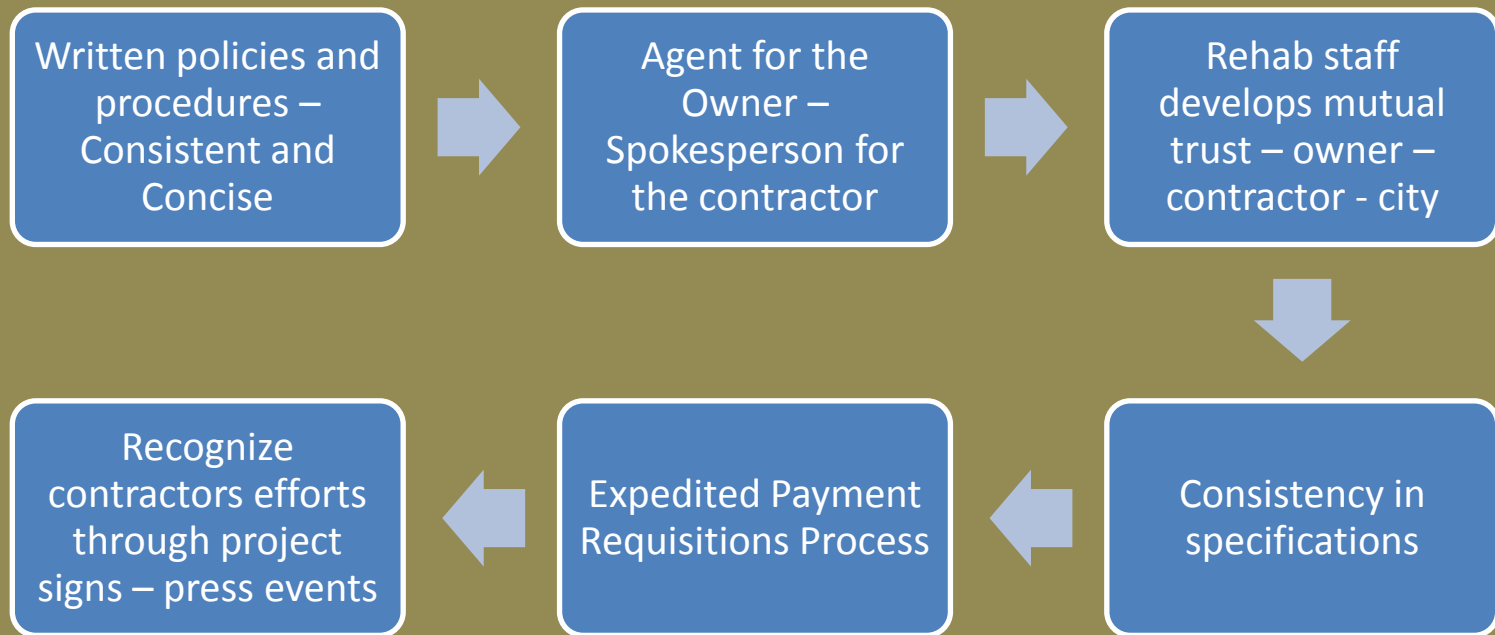 Written policies and
procedures –
Consistent and
Concise
Agent for the
Owner –
Spokesperson for
the contractor
Rehab staff
develops mutual
trust – owner –
contractor - city
Consistency in
specifications
Expedited Payment
Requisitions Process
Recognize
contractors efforts
through project
signs – press events